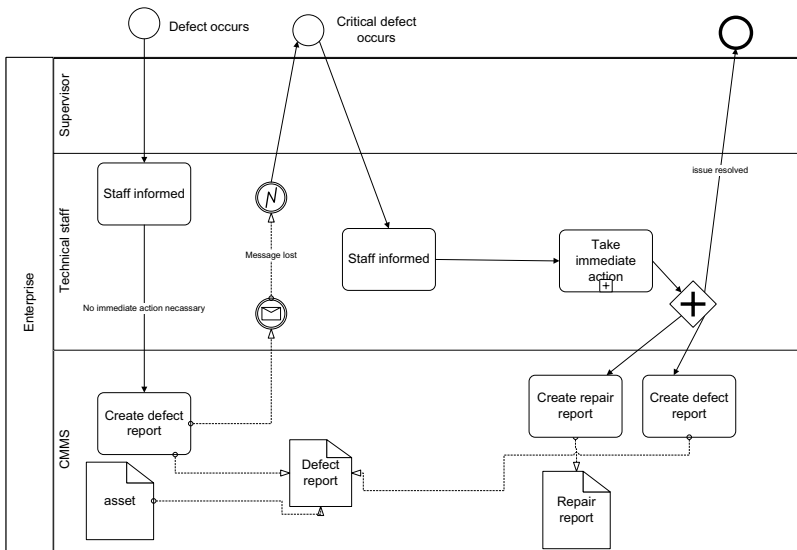 Defect occurs
Critical defect
occurs
Enterprise
Supervisor
Technical staff
CMMS
Staff informed
No immediate action necassary
Message lost
Staff informed
Take
immediate
action
issue resolved
Create defect
report
asset
Defect
report
Create repair
report
Create defect
report
Repair
report